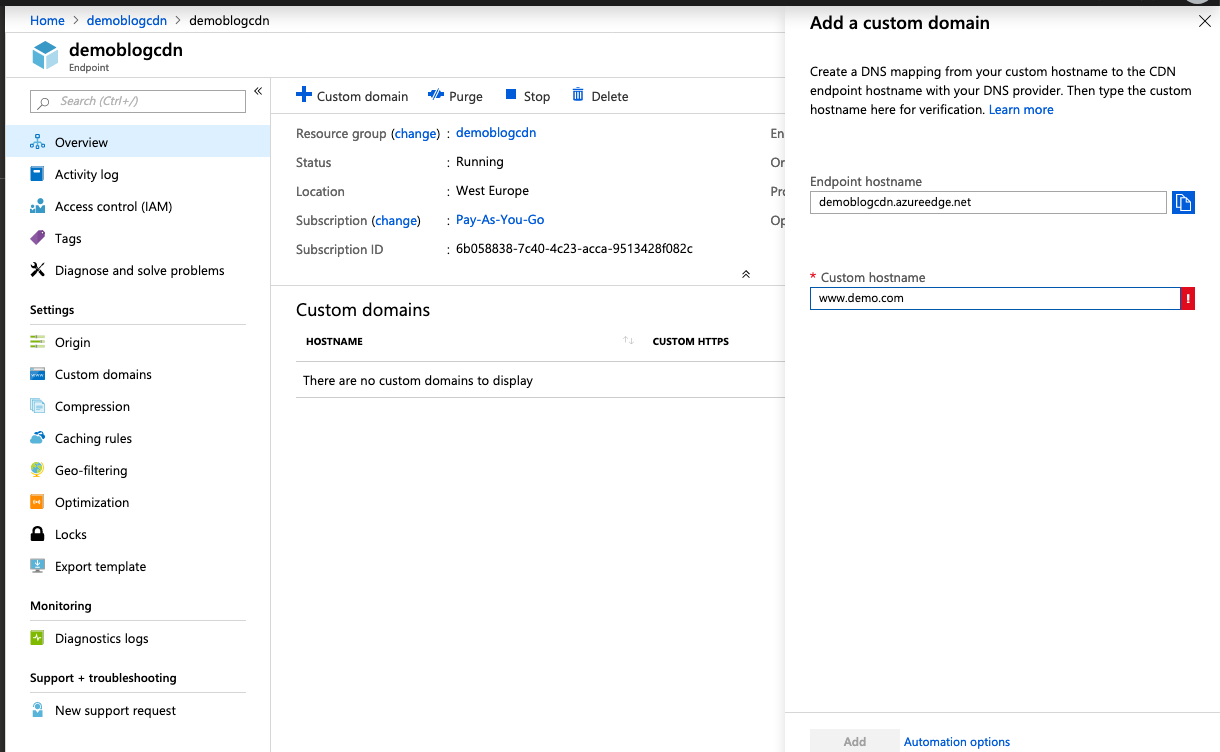 Home > demoblogcdn > demoblogcdn
demoblogcdn
Endpoint
Search (Ctrl+/)
«
Overview
Activity log
Access control (IAM)
Tags
Diagnose and solve problems
Settings
Origin
Custom domains
Compression
Caching rules
Geo-filtering
Optimization
Locks
Export template
Monitoring
Diagnostics logs
Support + troubleshooting
New support request
Custom domain
Purge
Stop
Delete
Resource group (change) : demoblogcdn
Status : Running
Location : West Europe
Subscription (change) : Pay-As-You-Go
Subscription ID : 6b058838-7c40-4c23-acca-9513428f082c
En
Or
Pro
Op
Custom domains
HOSTNAME ↑↓ CUSTOM HTTPS
There are no custom domains to display
Add a custom domain
Create a DNS mapping from your custom hostname to the CDN
endpoint hostname with your DNS provider. Then type the custom
hostname here for verification. Learn more
Endpoint hostname
demoblogcdn.azureedge.net
* Custom hostname
www.demo.com
!
Add
Automation options